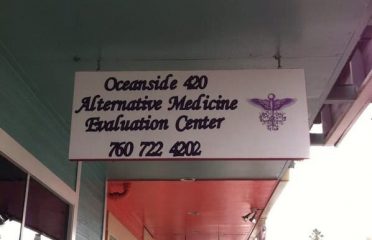 Oceanside 420
Alternative Medicine
Evaluation Center
760 722 4202